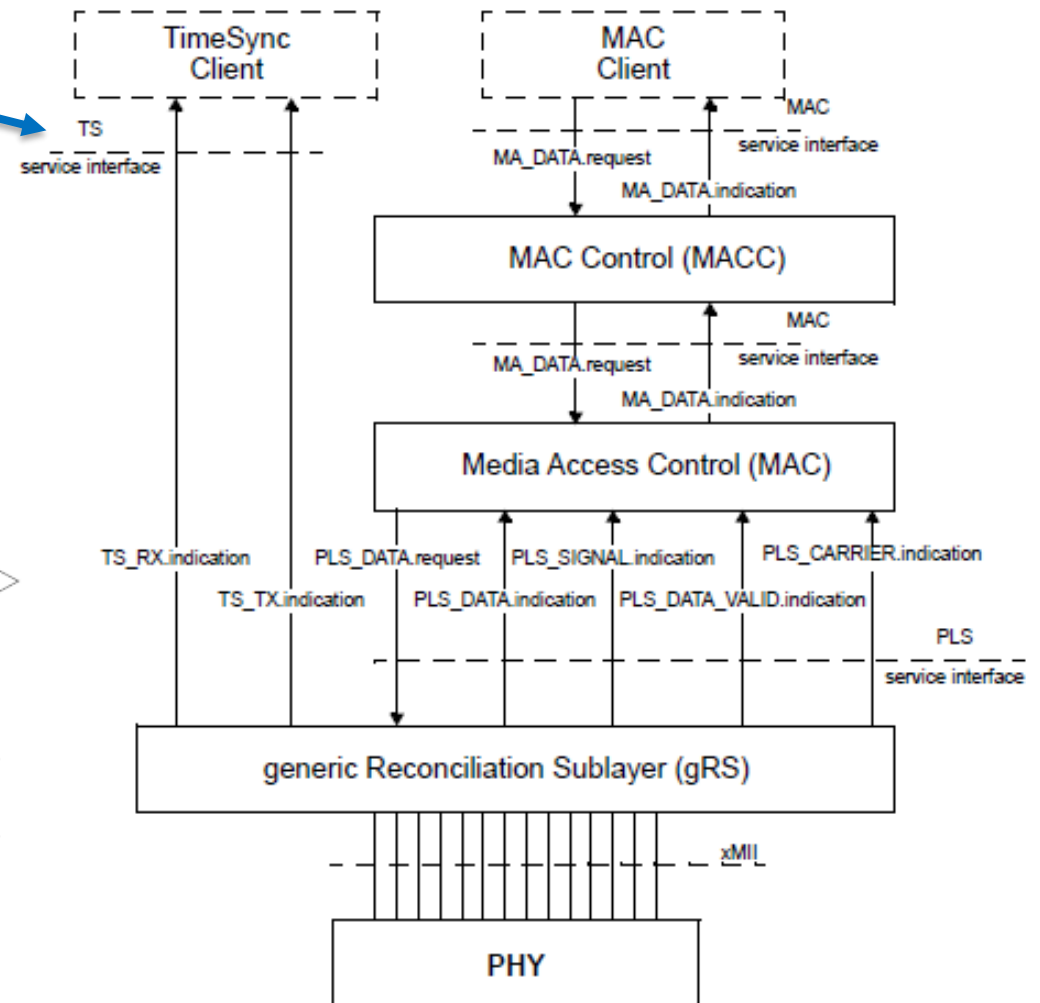 TimeSync
Client
MAC
Client
TS
service interface
MAC
service interface
MA_DATA.request
MA_DATA.indication
MAC Control (MACC)
MAC
service interface
MA_DATA.request
MA_DATA.indication
Media Access Control (MAC)
TS_RX.indication
PLS_DATA.request
PLS_SIGNAL.indication
PLS_CARRIER.indication
TS_TX.indication
PLS_DATA.indication
PLS_DATA_VALID.indication
PLS
service interface
generic Reconciliation Sublayer (gRS)
xMII
PHY